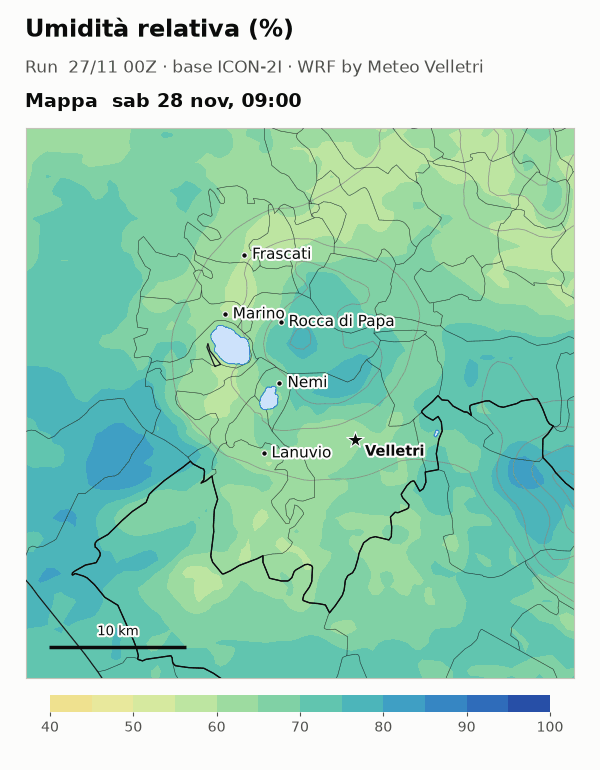 Umidità relativa (%)
Run  27/11 00Z · base ICON-2I · WRF by Meteo Velletri
Mappa  sab 28 nov, 09:00
Frascati
Marino
Rocca di Papa
Nemi
Velletri
Lanuvio
10 km
40 50 60 70 80 90 100